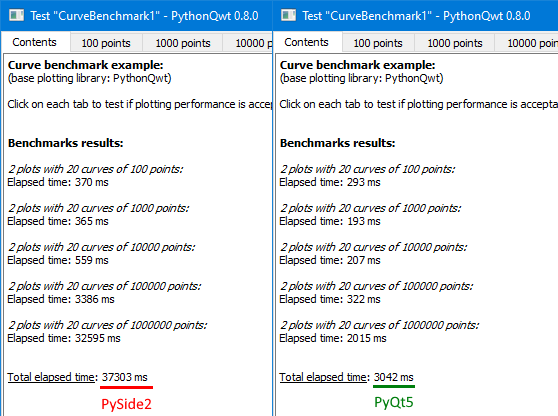 Test "CurveBenchmark1" - PythonQwt 0.8.0
Contents 100 points 1000 points 10000 p
Curve benchmark example:
(base plotting library: PythonQwt)
Click on each tab to test if plotting performance is accep
Benchmarks results:
2 plots with 20 curves of 100 points:
Elapsed time: 370 ms
2 plots with 20 curves of 1000 points:
Elapsed time: 365 ms
2 plots with 20 curves of 10000 points:
Elapsed time: 559 ms
2 plots with 20 curves of 100000 points:
Elapsed time: 3386 ms
2 plots with 20 curves of 1000000 points:
Elapsed time: 32595 ms
Total elapsed time: 37303 ms
PySide2
Test "CurveBenchmark1" - PythonQwt 0.8.0
Contents 100 points 1000 points 10000 poin
Curve benchmark example:
(base plotting library: PythonQwt)
Click on each tab to test if plotting performance is accepta
Benchmarks results:
2 plots with 20 curves of 100 points:
Elapsed time: 293 ms
2 plots with 20 curves of 1000 points:
Elapsed time: 193 ms
2 plots with 20 curves of 10000 points:
Elapsed time: 207 ms
2 plots with 20 curves of 100000 points:
Elapsed time: 322 ms
2 plots with 20 curves of 1000000 points:
Elapsed time: 2015 ms
Total elapsed time: 3042 ms
PyQt5